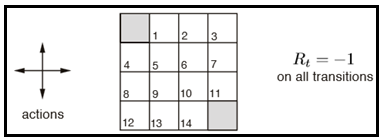 1 2 3
4 5 6 7
8 9 10 11
12 13 14
actions
R_t = -1
on all transitions